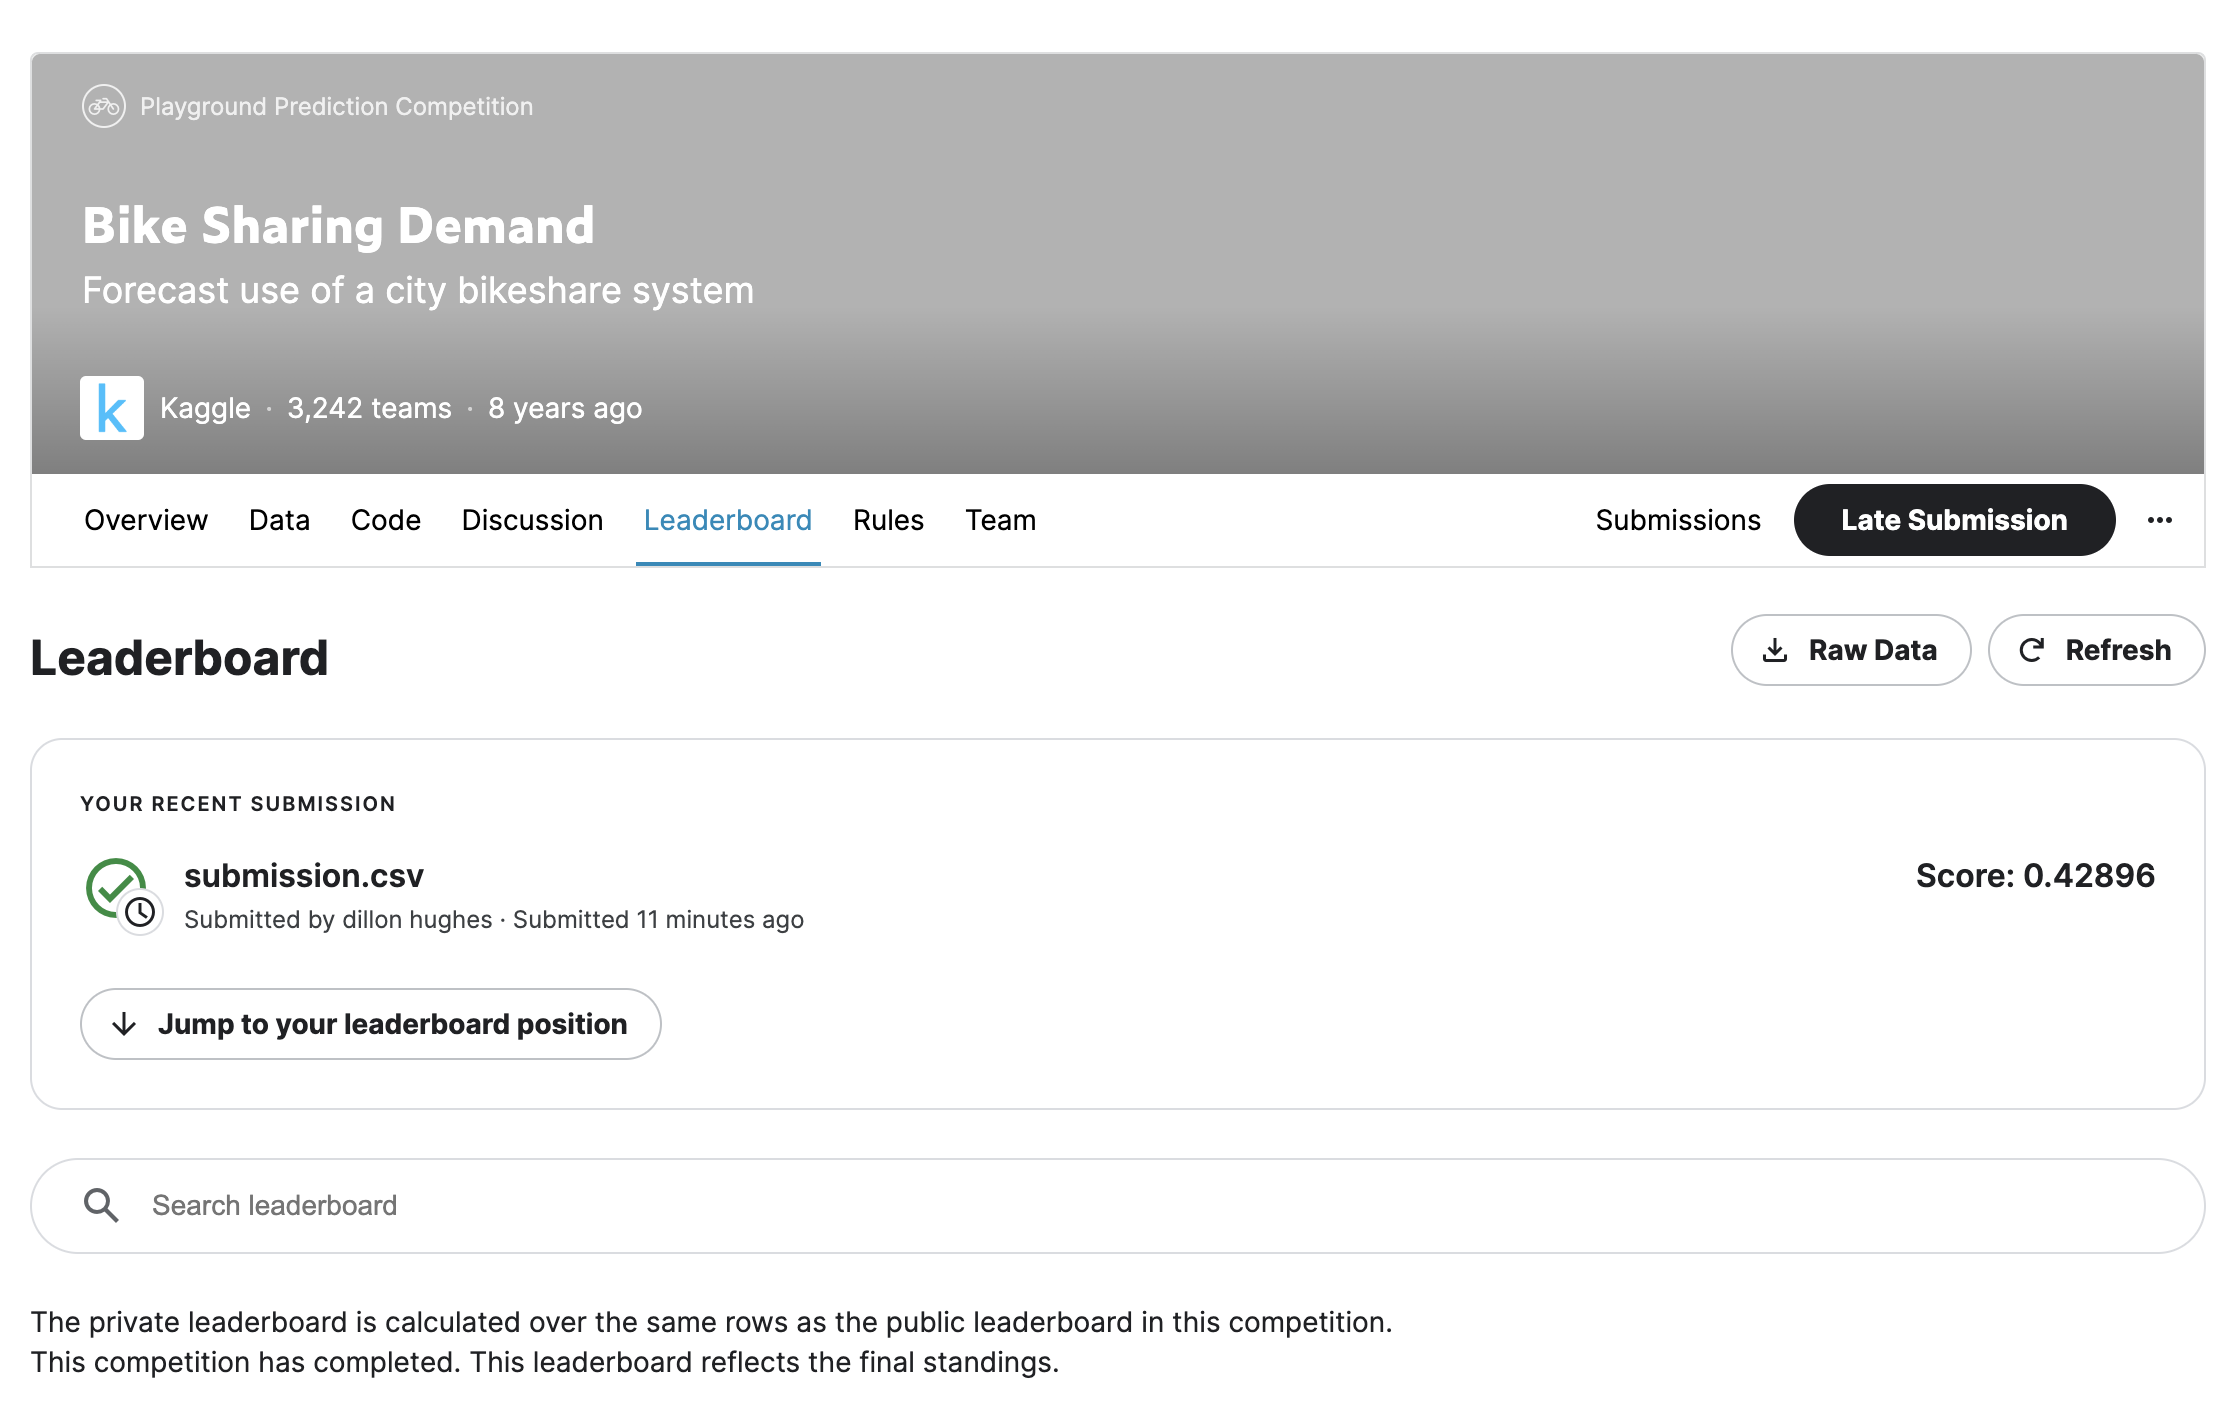 Playground Prediction Competition
Bike Sharing Demand
Forecast use of a city bikeshare system
k Kaggle · 3,242 teams · 8 years ago
Overview Data Code Discussion Leaderboard Rules Team Submissions Late Submission ···
Leaderboard Raw Data Refresh
YOUR RECENT SUBMISSION
submission.csv Score: 0.42896
Submitted by dillon hughes · Submitted 11 minutes ago
Jump to your leaderboard position
Search leaderboard
The private leaderboard is calculated over the same rows as the public leaderboard in this competition.
This competition has completed. This leaderboard reflects the final standings.